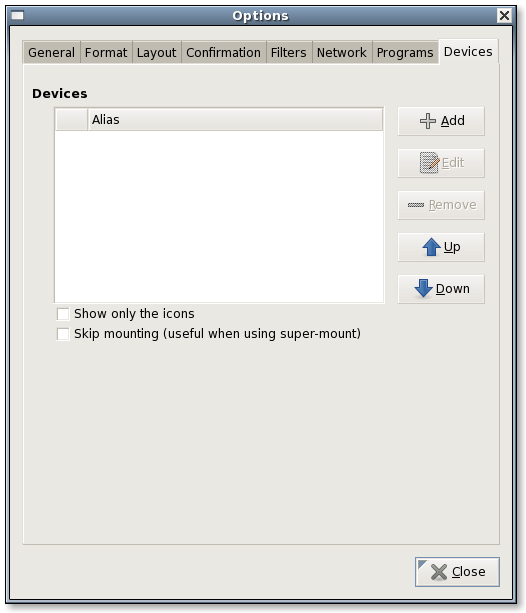 Options
General Format Layout Confirmation Filters Network Programs Devices
Devices
Alias
Add
Edit
Remove
Up
Down
Show only the icons
Skip mounting (useful when using super-mount)
Close